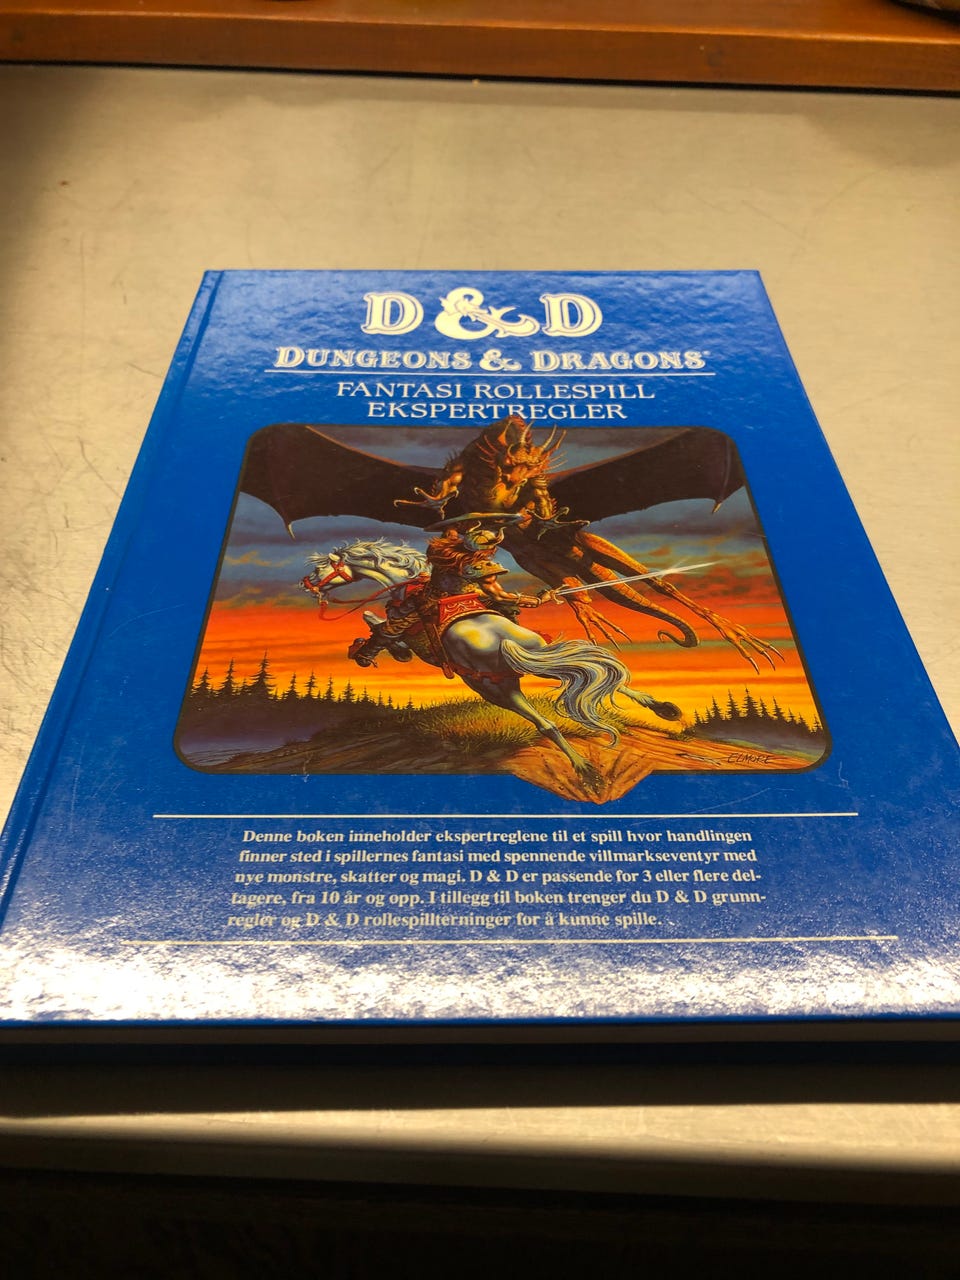 D&D
DUNGEONS & DRAGONS®
FANTASI ROLLESPILL
EKSPERTREGLER
ELMORE
Denne boken inneholder ekspertreglene til et spill hvor handlingen
finner sted i spillernes fantasi med spennende villmarkseventyr med
nye monstre, skatter og magi. D & D er passende for 3 eller flere del-
tagere, fra 10 år og opp. I tillegg til boken trenger du D & D grunn-
regler og D & D rollespillterninger for å kunne spille.